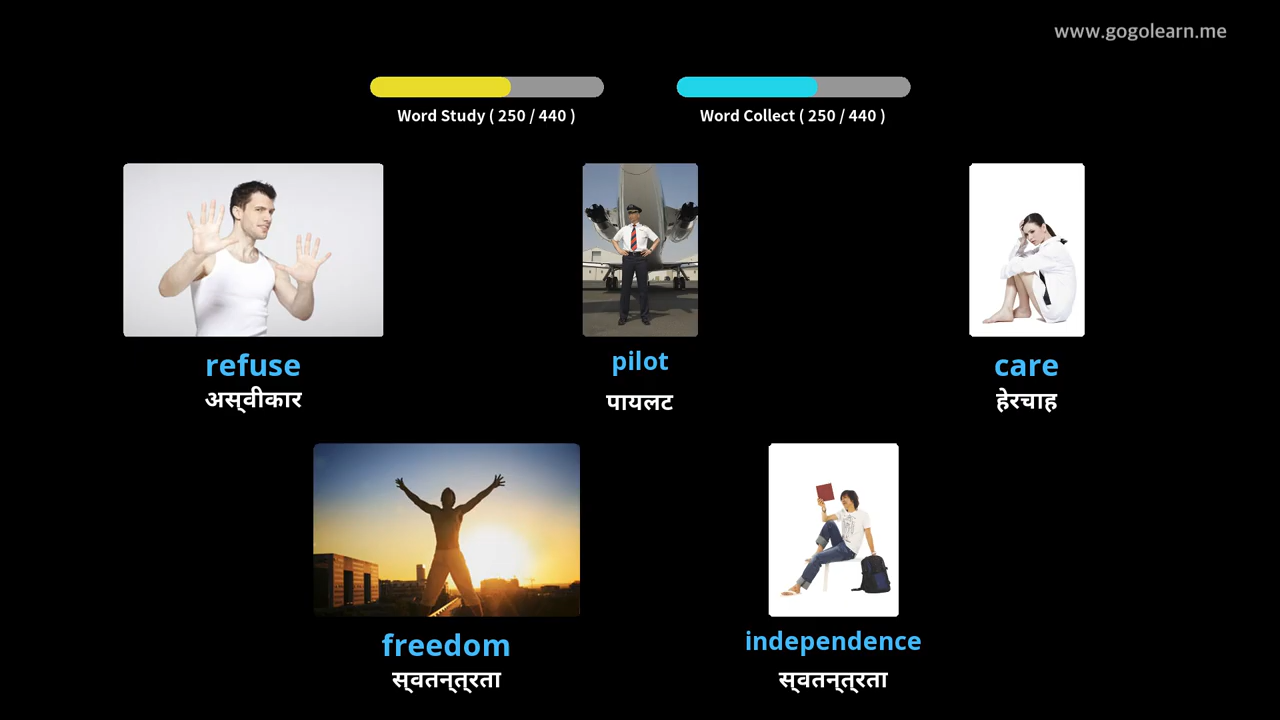 www.gogolearn.me
Word Study ( 250 / 440 )
Word Collect ( 250 / 440 )
refuse
अस्वीकार
pilot
पायलट
care
हेरचाह
freedom
स्वतन्त्रता
independence
स्वतन्त्रता